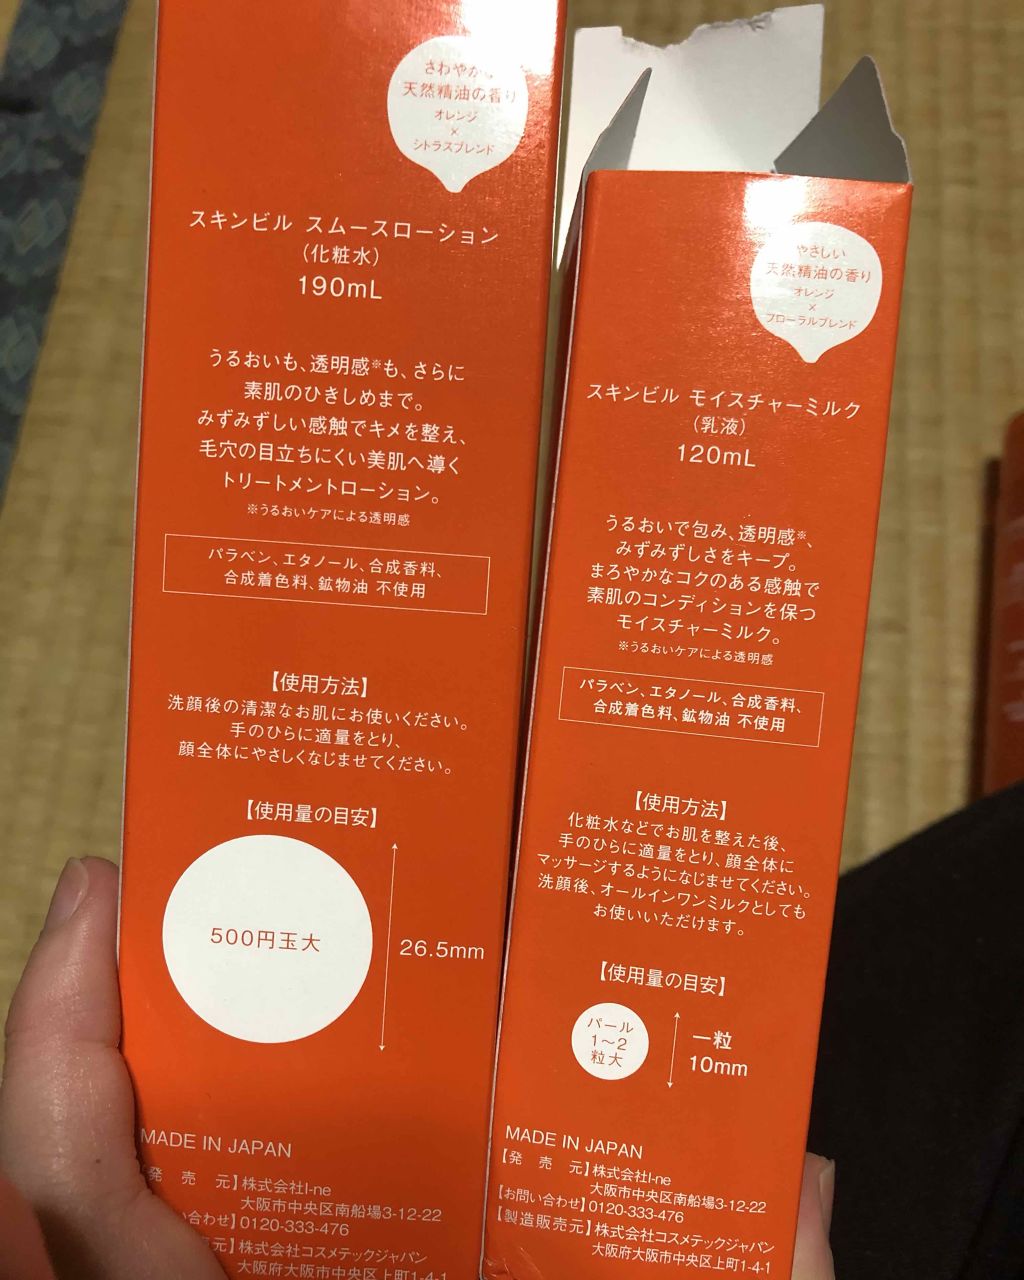 さわやかな
天然精油の香り
オレンジ
×
シトラスブレンド
スキンビル スムースローション
（化粧水）
190mL
うるおいも、透明感※も、さらに
素肌のひきしめまで。
みずみずしい感触でキメを整え、
毛穴の目立ちにくい美肌へ導く
トリートメントローション。
※うるおいケアによる透明感
パラベン、エタノール、合成香料、
合成着色料、鉱物油 不使用
【使用方法】
洗顔後の清潔なお肌にお使いください。
手のひらに適量をとり、
顔全体にやさしくなじませてください。
【使用量の目安】
500円玉大
26.5mm
MADE IN JAPAN
【発 売 元】株式会社I-ne
大阪市中央区南船場3-12-22
い合わせ】0120-333-476
元】株式会社コスメテックジャパン
大阪府大阪市中央区上町1-4-1
やさしい
天然精油の香り
オレンジ
×
フローラルブレンド
スキンビル モイスチャーミルク
（乳液）
120mL
うるおいで包み、透明感※、
みずみずしさをキープ。
まろやかなコクのある感触で
素肌のコンディションを保つ
モイスチャーミルク。
※うるおいケアによる透明感
パラベン、エタノール、合成香料、
合成着色料、鉱物油 不使用
【使用方法】
化粧水などでお肌を整えた後、
手のひらに適量をとり、顔全体に
マッサージするようになじませてください。
洗顔後、オールインワンミルクとしても
お使いいただけます。
【使用量の目安】
パール
1～2
粒大
一粒
10mm
MADE IN JAPAN
【発 売 元】株式会社I-ne
大阪市中央区南船場3-12-22
【お問い合わせ】0120-333-476
【製造販売元】株式会社コスメテックジャパン
大阪府大阪市中央区上町1-4-1